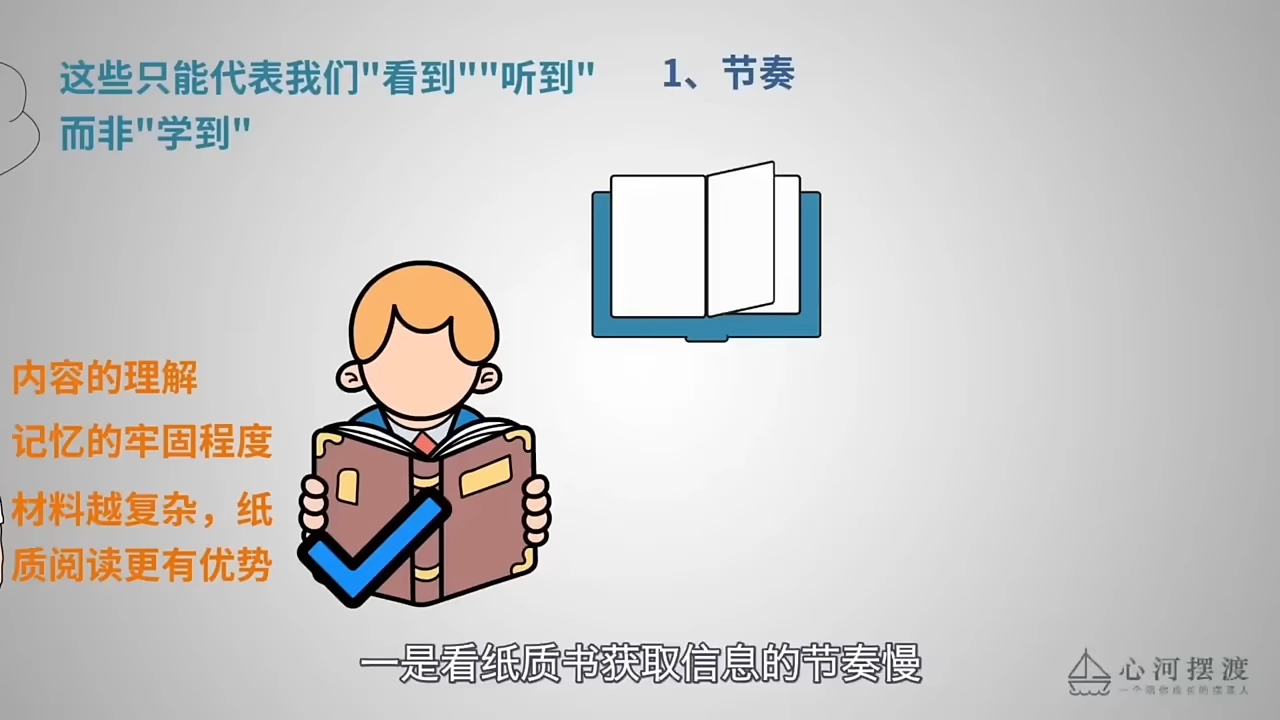 这些只能代表我们"看到""听到"
而非"学到"
1、节奏
内容的理解
记忆的牢固程度
材料越复杂，纸
质阅读更有优势
一是看纸质书获取信息的节奏慢
心河摆渡